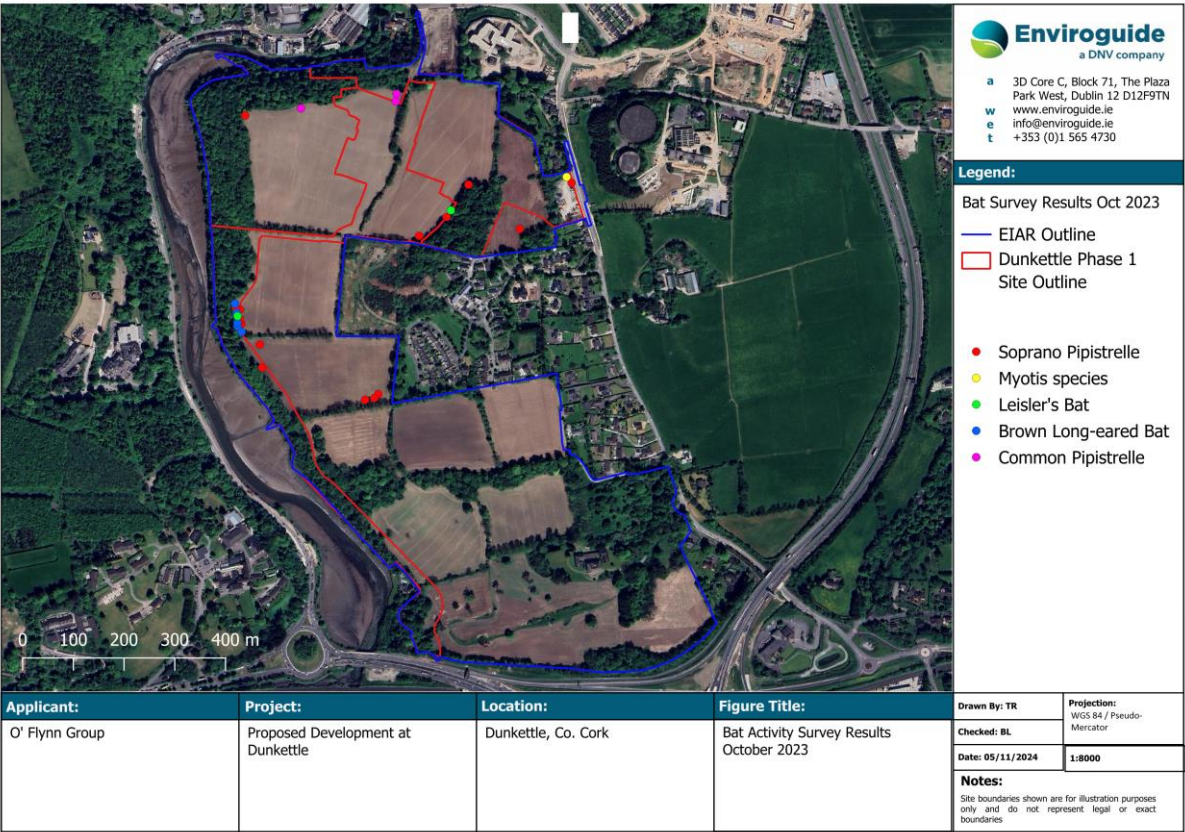 Enviroguide
a DNV company
a 3D Core C, Block 71, The Plaza
Park West, Dublin 12 D12F9TN
w www.enviroguide.ie
e info@enviroguide.ie
t +353 (0)1 565 4730
Legend:
Bat Survey Results Oct 2023
EIAR Outline
Dunkettle Phase 1
Site Outline
Soprano Pipistrelle
Myotis species
Leisler's Bat
Brown Long-eared Bat
Common Pipistrelle
0 100 200 300 400 m
Applicant:
O' Flynn Group
Project:
Proposed Development at
Dunkettle
Location:
Dunkettle, Co. Cork
Figure Title:
Bat Activity Survey Results
October 2023
Drawn By: TR
Checked: BL
Date: 05/11/2024
Projection:
WGS 84 / Pseudo-
Mercator
1:8000
Notes:
Site boundaries shown are for illustration purposes
only and do not represent legal or exact
boundaries